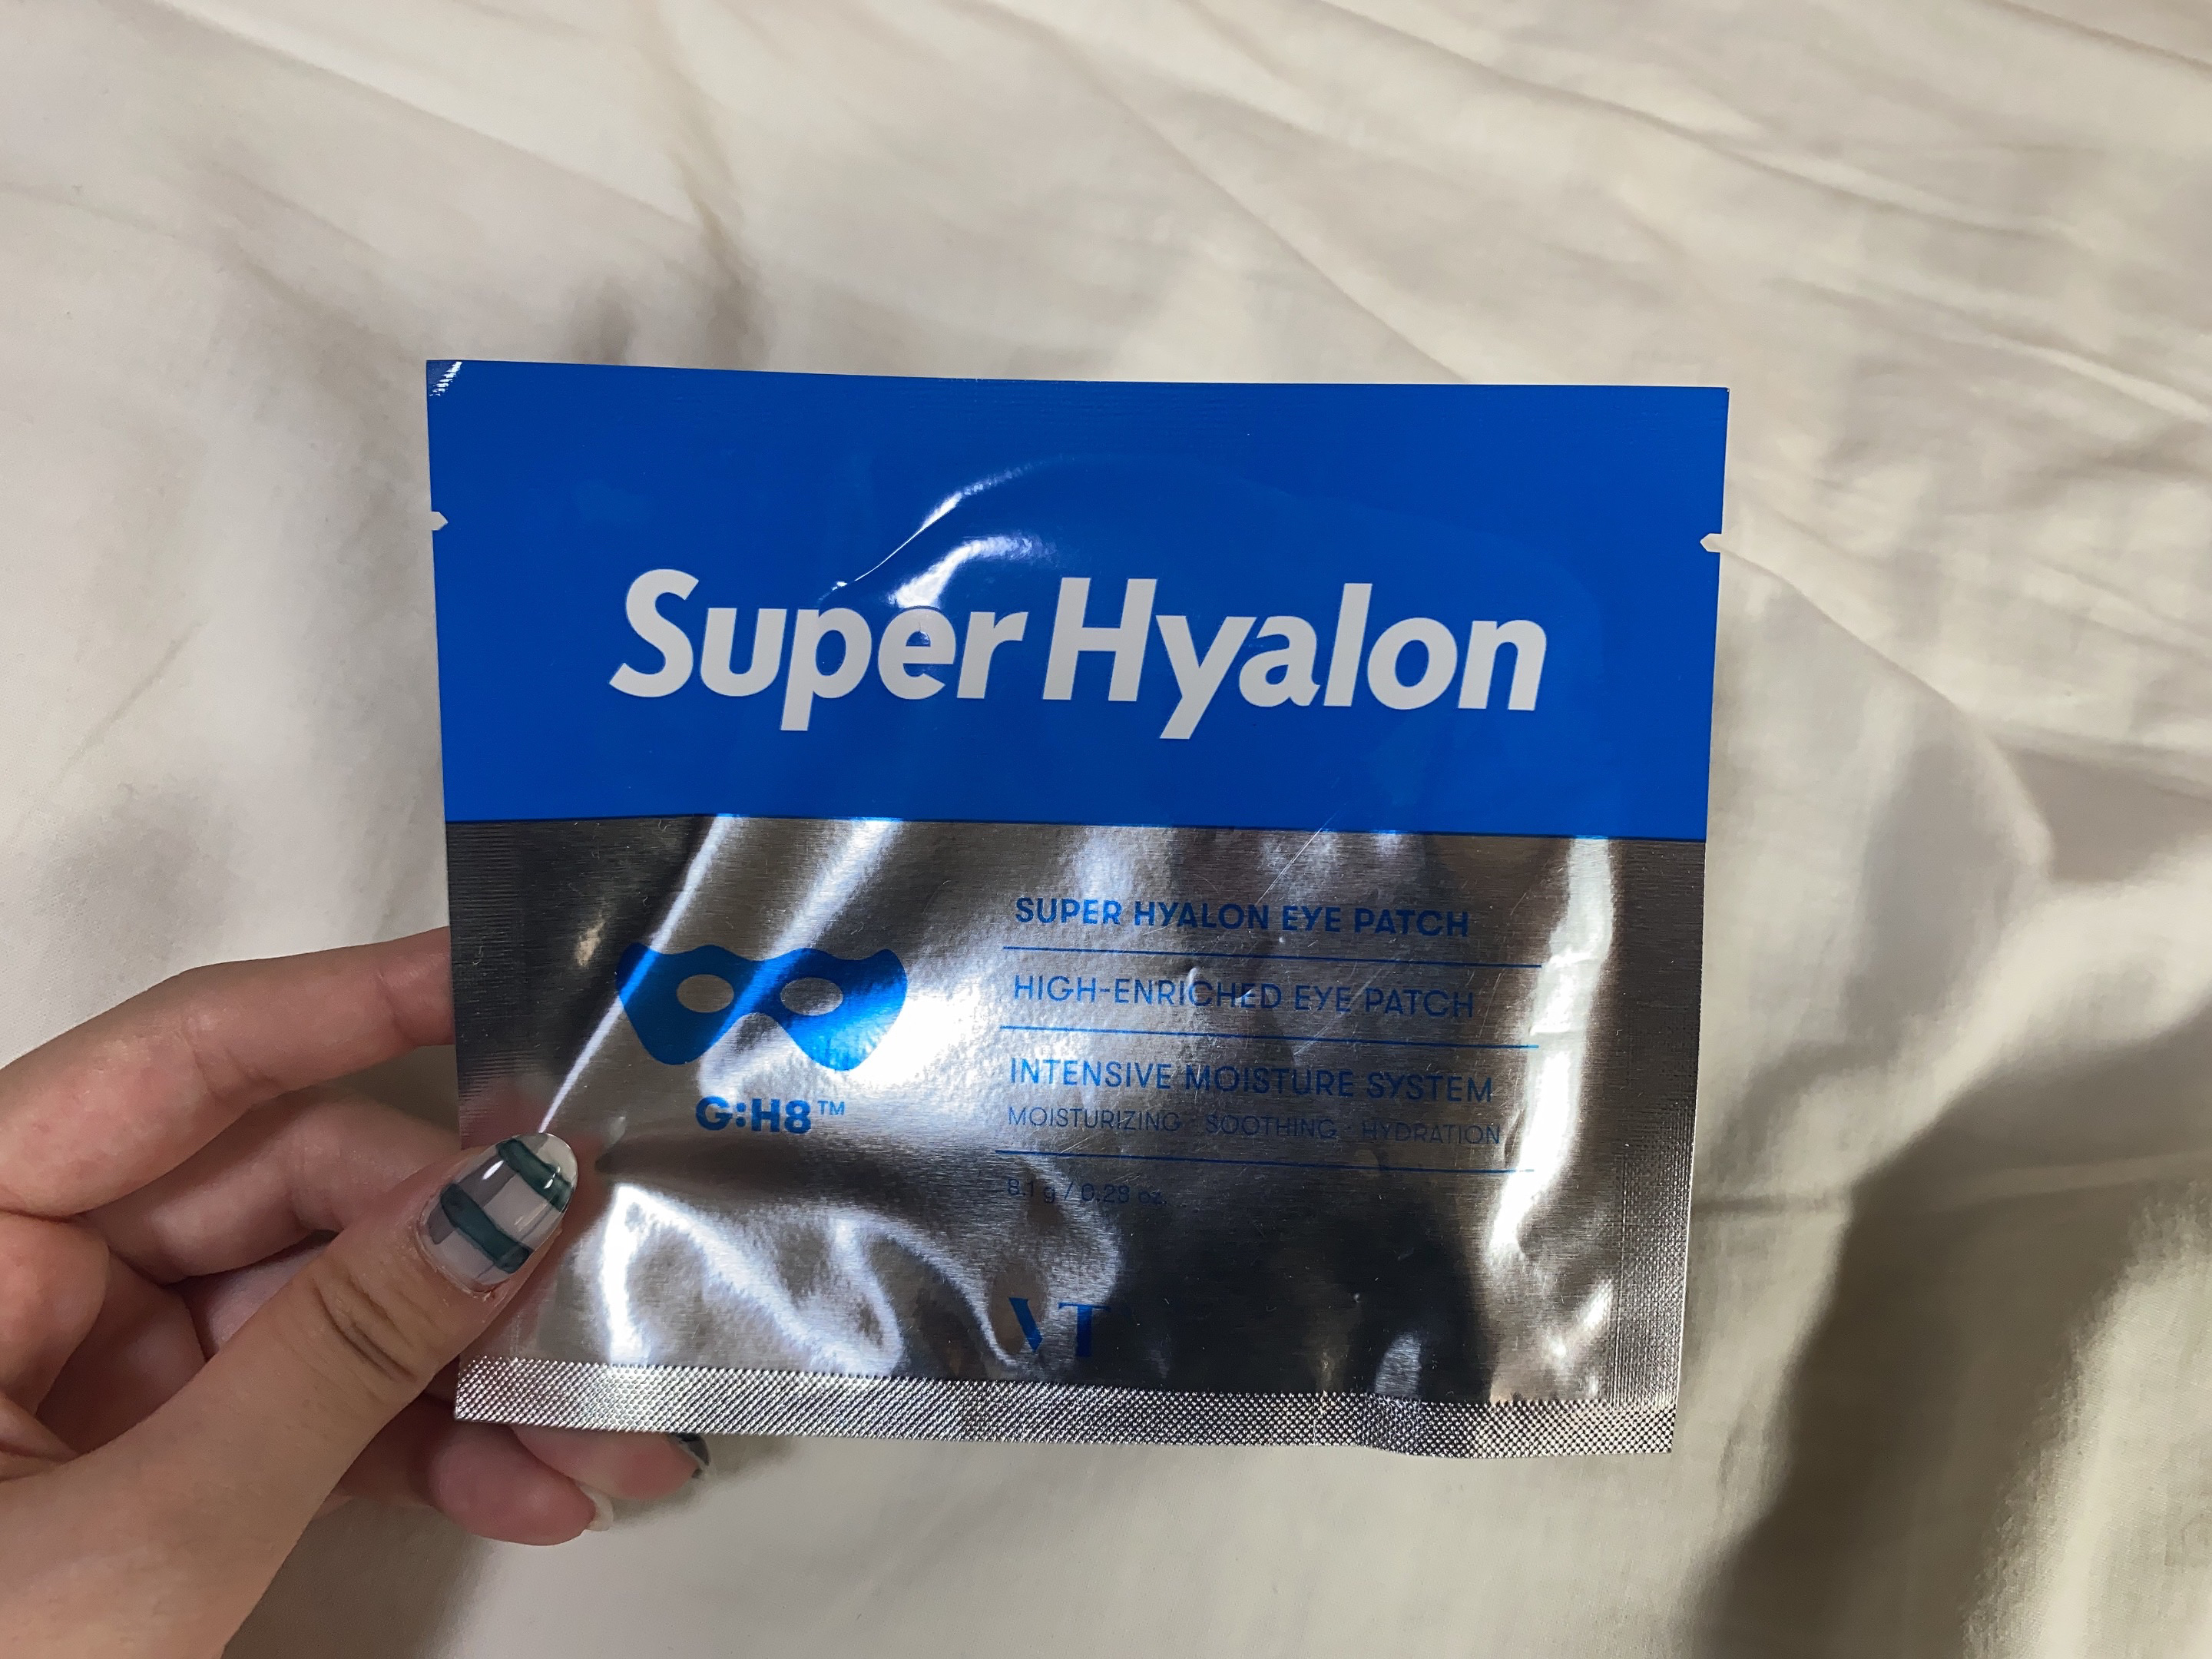 Super Hyalon
SUPER HYALON EYE PATCH
HIGH-ENRICHED EYE PATCH
INTENSIVE MOISTURE SYSTEM
MOISTURIZING · SOOTHING · HYDRATION
G:H8™
8.1 g / 0.28 oz.
VT